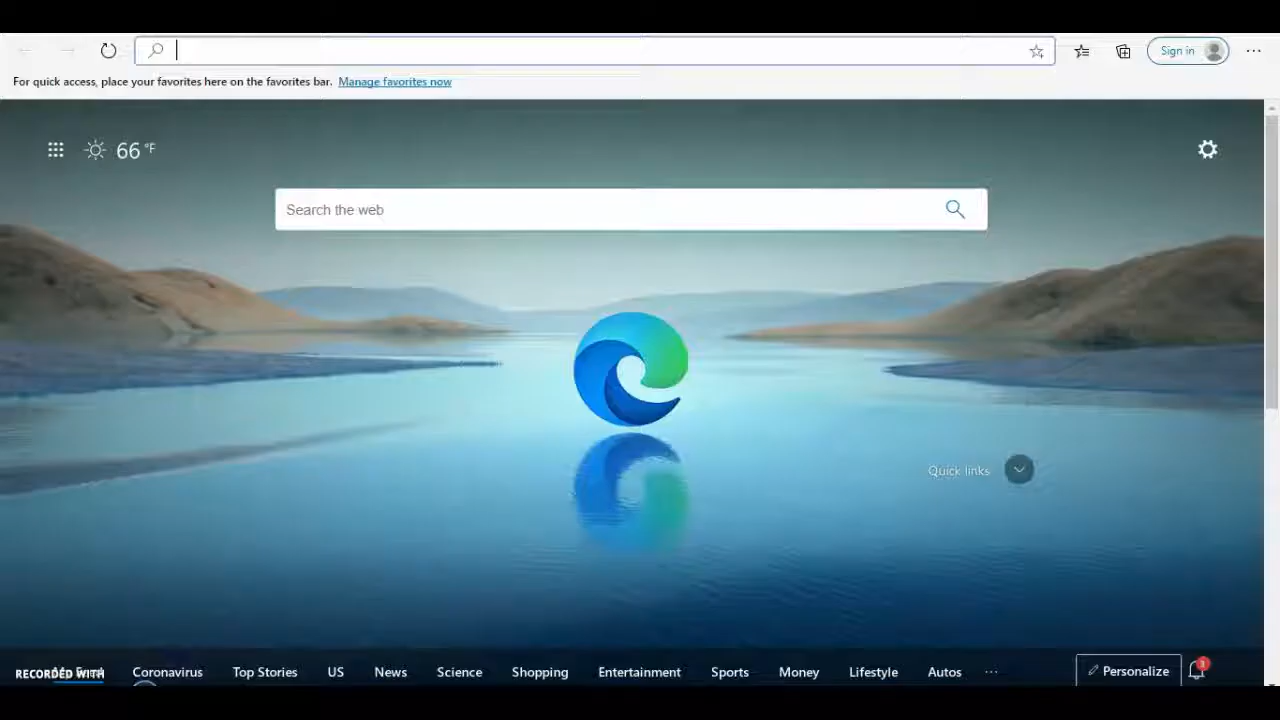 Sign in
For quick access, place your favorites here on the favorites bar. Manage favorites now
66 °F
Search the web
Quick links
RECORDED WITH
Coronavirus Top Stories US News Science Shopping Entertainment Sports Money Lifestyle Autos ... Personalize 1